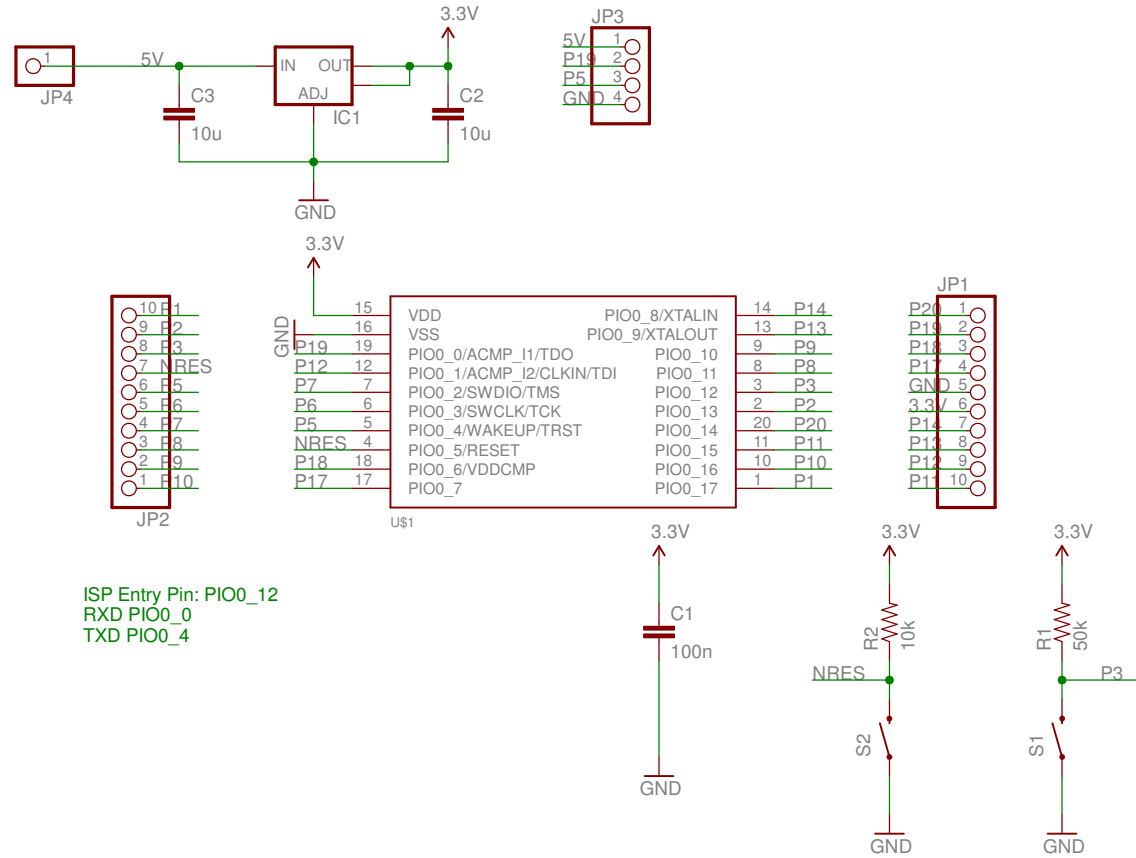 JP4
1
5V
C3
10u
IN OUT
ADJ
IC1
3.3V
C2
10u
GND
JP3
5V 1
P19 2
P5 3
GND 4
3.3V
GND
JP2
10 P1
9 P2
8 P3
7 NRES
6 P5
5 P6
4 P7
3 P8
2 P9
1 P10
15 VDD
16 VSS
P19 19 PIO0_0/ACMP_I1/TDO
P12 12 PIO0_1/ACMP_I2/CLKIN/TDI
P7 7 PIO0_2/SWDIO/TMS
P6 6 PIO0_3/SWCLK/TCK
P5 5 PIO0_4/WAKEUP/TRST
NRES 4 PIO0_5/RESET
P18 18 PIO0_6/VDDCMP
P17 17 PIO0_7
PIO0_8/XTALIN 14 P14
PIO0_9/XTALOUT 13 P13
PIO0_10 9 P9
PIO0_11 8 P8
PIO0_12 3 P3
PIO0_13 2 P2
PIO0_14 20 P20
PIO0_15 11 P11
PIO0_16 10 P10
PIO0_17 1 P1
U$1
JP1
P20 1
P19 2
P18 3
P17 4
GND 5
3.3V 6
P14 7
P13 8
P12 9
P11 10
ISP Entry Pin: PIO0_12
RXD PIO0_0
TXD PIO0_4
3.3V
C1
100n
GND
3.3V
R2
10k
NRES
S2
GND
3.3V
R1
50k
P3
S1
GND